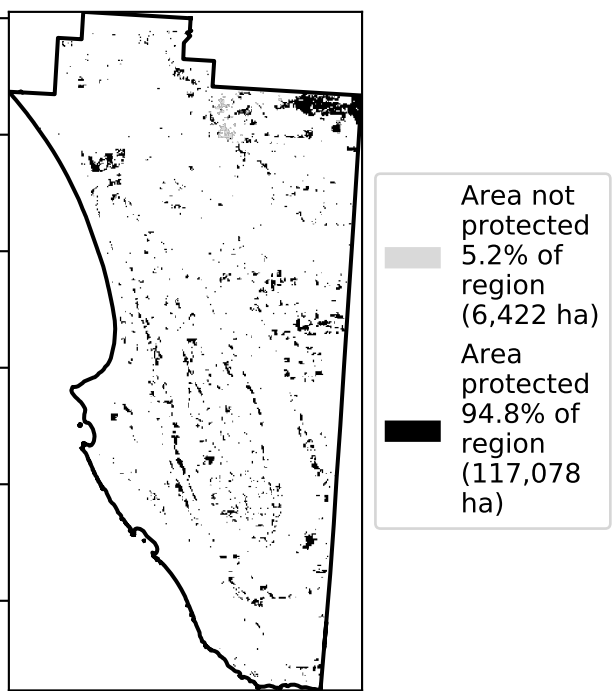 Area not
protected
5.2% of
region
(6,422 ha)
Area
protected
94.8% of
region
(117,078
ha)